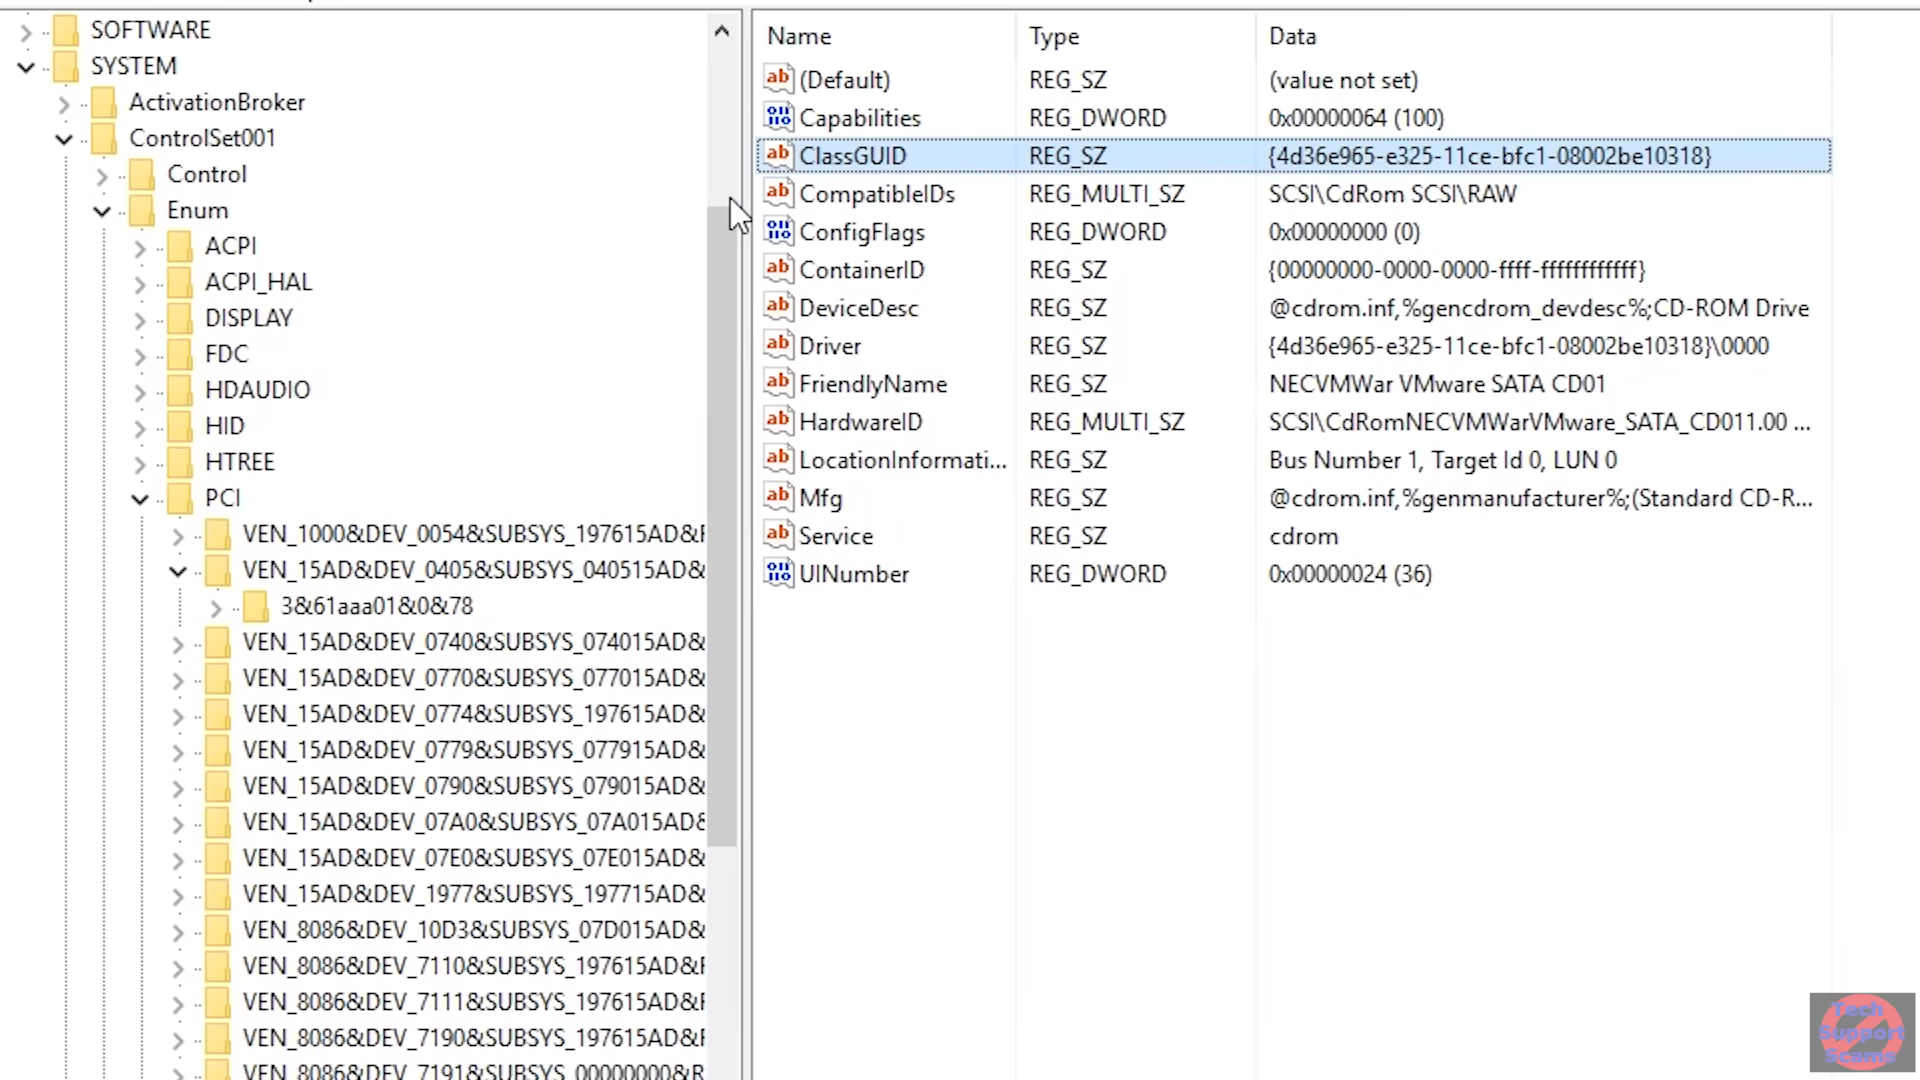 SOFTWARE
SYSTEM
ActivationBroker
ControlSet001
Control
Enum
ACPI
ACPI_HAL
DISPLAY
FDC
HDAUDIO
HID
HTREE
PCI
VEN_1000&DEV_0054&SUBSYS_197615AD&
VEN_15AD&DEV_0405&SUBSYS_040515AD&
3&61aaa01&0&78
VEN_15AD&DEV_0740&SUBSYS_074015AD&
VEN_15AD&DEV_0770&SUBSYS_077015AD&
VEN_15AD&DEV_0774&SUBSYS_197615AD&
VEN_15AD&DEV_0779&SUBSYS_077915AD&
VEN_15AD&DEV_0790&SUBSYS_079015AD&
VEN_15AD&DEV_07A0&SUBSYS_07A015AD&
VEN_15AD&DEV_07E0&SUBSYS_07E015AD&
VEN_15AD&DEV_1977&SUBSYS_197715AD&
VEN_8086&DEV_10D3&SUBSYS_07D015AD&
VEN_8086&DEV_7110&SUBSYS_197615AD&
VEN_8086&DEV_7111&SUBSYS_197615AD&
VEN_8086&DEV_7190&SUBSYS_197615AD&
VEN_8086&DEV_7191&SUBSYS_00000000&R
Name Type Data
(Default) REG_SZ (value not set)
Capabilities REG_DWORD 0x00000064 (100)
ClassGUID REG_SZ {4d36e965-e325-11ce-bfc1-08002be10318}
CompatibleIDs REG_MULTI_SZ SCSI\CdRom SCSI\RAW
ConfigFlags REG_DWORD 0x00000000 (0)
ContainerID REG_SZ {00000000-0000-0000-ffff-ffffffffffff}
DeviceDesc REG_SZ @cdrom.inf,%gencdrom_devdesc%;CD-ROM Drive
Driver REG_SZ {4d36e965-e325-11ce-bfc1-08002be10318}\0000
FriendlyName REG_SZ NECVMWar VMware SATA CD01
HardwareID REG_MULTI_SZ SCSI\CdRomNECVMWarVMware_SATA_CD011.00 ...
LocationInformati... REG_SZ Bus Number 1, Target Id 0, LUN 0
Mfg REG_SZ @cdrom.inf,%genmanufacturer%;(Standard CD-R...
Service REG_SZ cdrom
UINumber REG_DWORD 0x00000024 (36)
Tech
Support
Scams